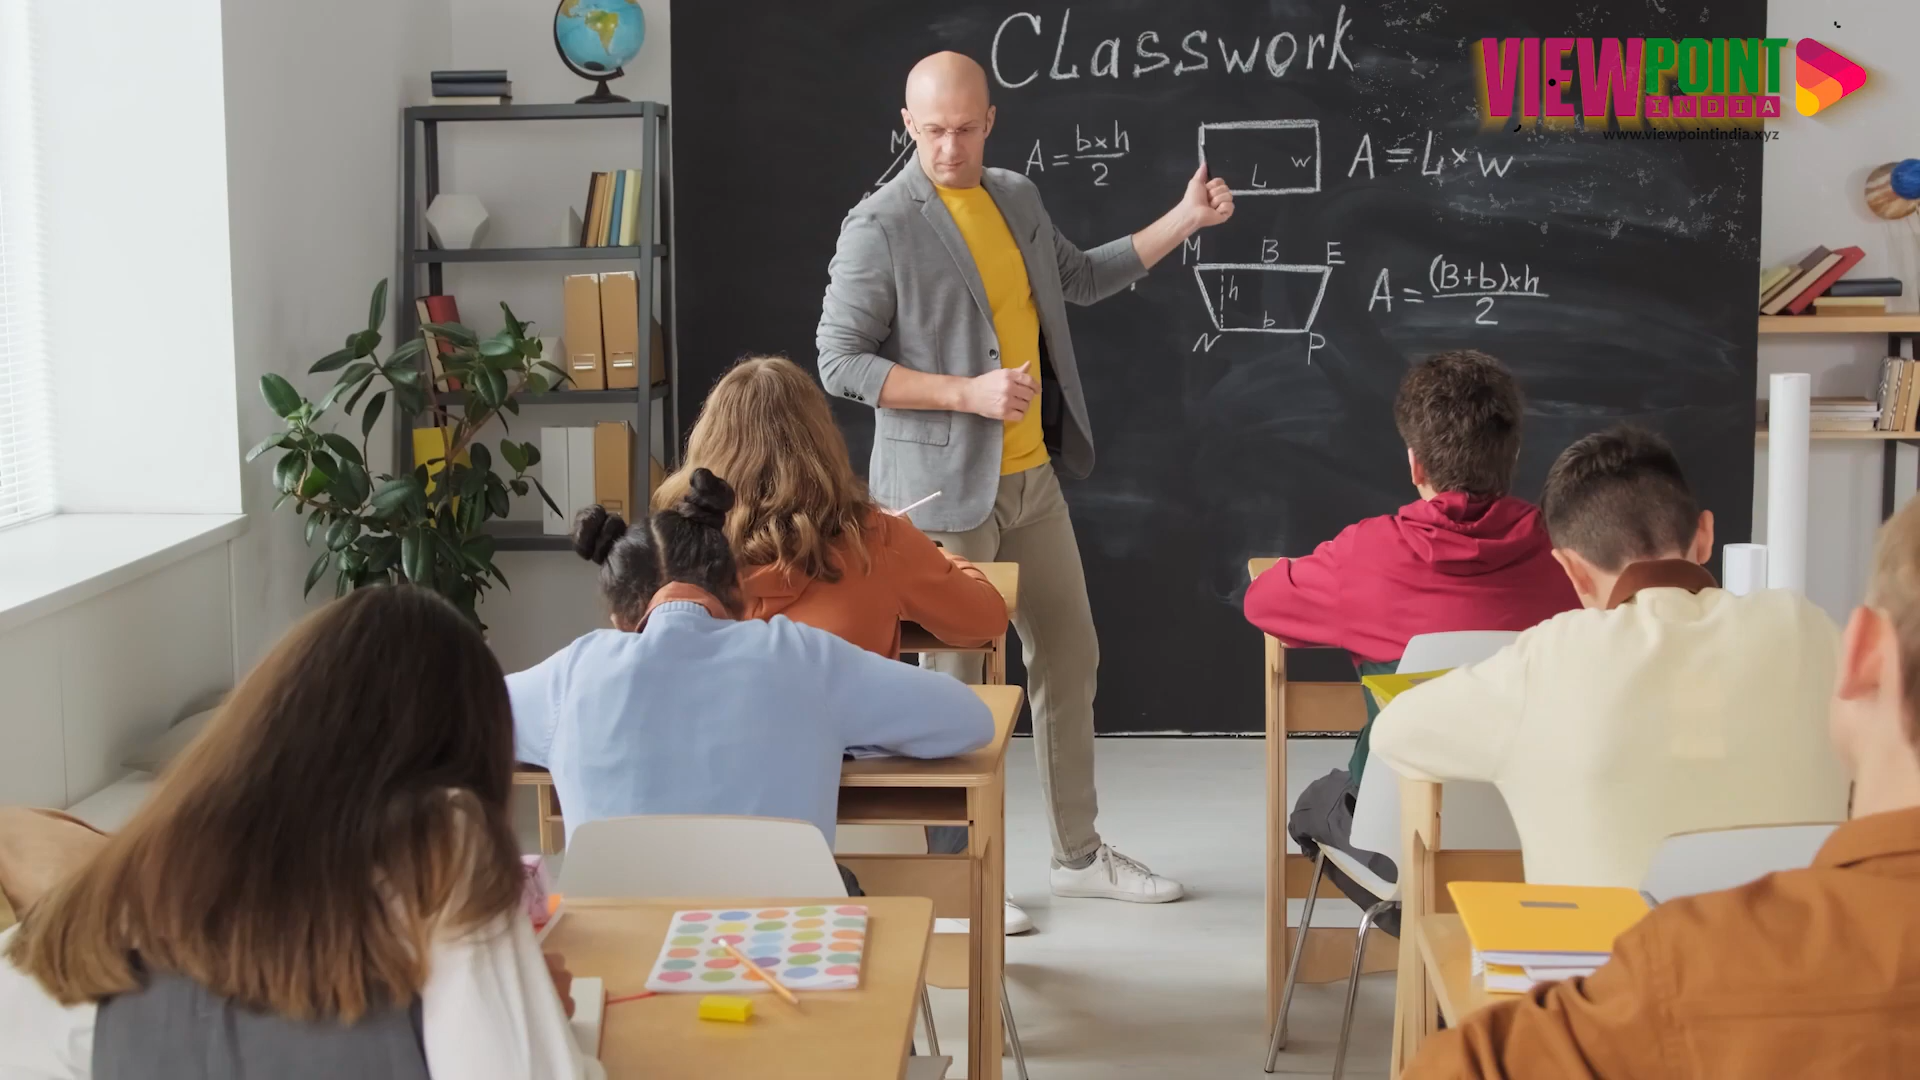 Classwork
VIEWPOINT
INDIA
www.viewpointindia.xyz
M
A = b×h
2
w
L
A = L×w
M B E
h
b
N P
A = (B+b)×h
2